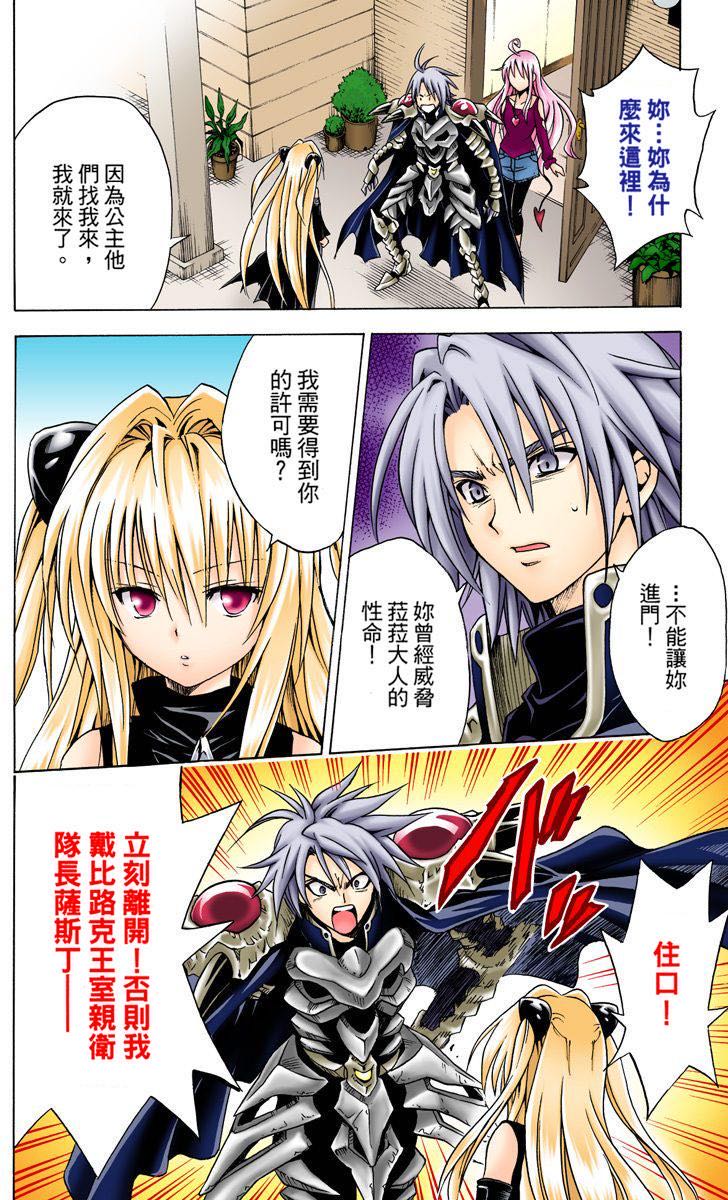 妳…妳為什
麼來這裡！
因為公主他
們找我來，
我就來了。
…不能讓妳
進門！
妳曾經威脅
菈菈大人的
性命！
我需要得到你
的許可嗎？
住口！
バッ
立刻離開！否則我
戴比路克王室親衛
隊長薩斯丁——